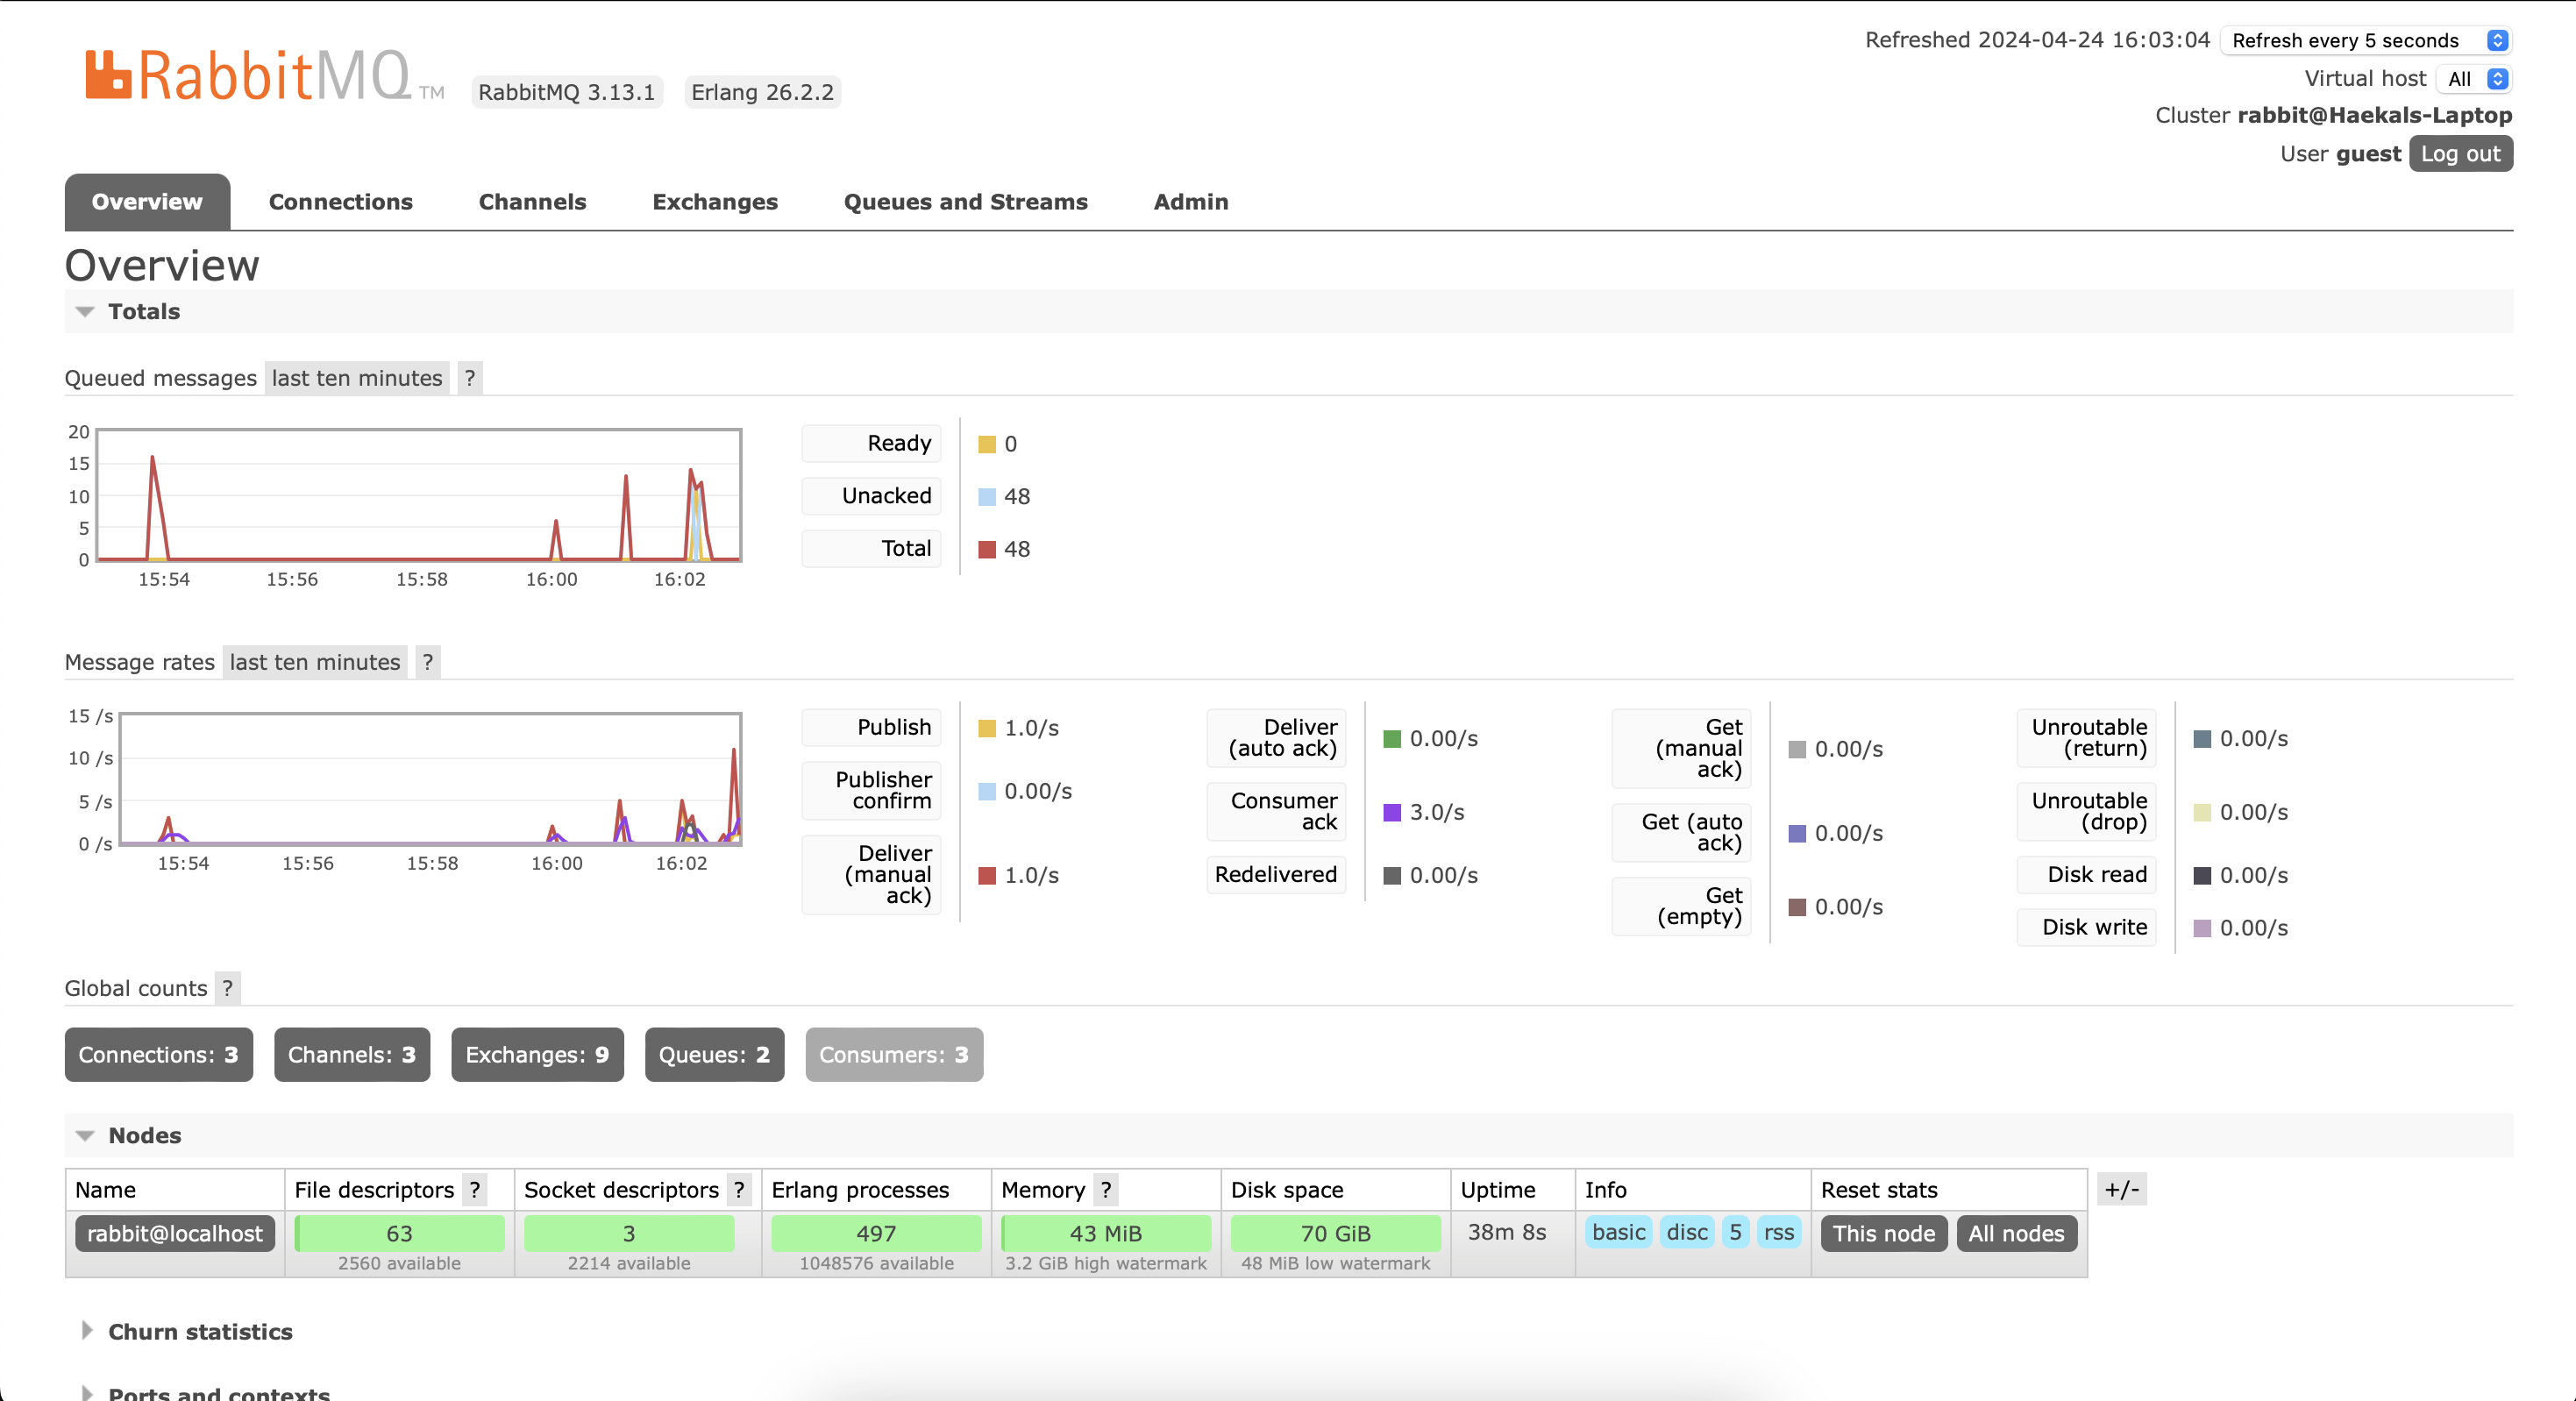 Refreshed 2024-04-24 16:03:04 Refresh every 5 seconds
RabbitMQ TM RabbitMQ 3.13.1 Erlang 26.2.2
Virtual host All
Cluster rabbit@Haekals-Laptop
User guest Log out
Overview Connections Channels Exchanges Queues and Streams Admin
Overview
Totals
Queued messages last ten minutes ?
20
15
10
5
0
15:54 15:56 15:58 16:00 16:02
Ready 0
Unacked 48
Total 48
Message rates last ten minutes ?
15 /s
10 /s
5 /s
0 /s
15:54 15:56 15:58 16:00 16:02
Publish 1.0/s
Publisher
confirm 0.00/s
Deliver
(manual
ack) 1.0/s
Deliver
(auto ack) 0.00/s
Consumer
ack 3.0/s
Redelivered 0.00/s
Get
(manual
ack) 0.00/s
Get (auto
ack) 0.00/s
Get
(empty) 0.00/s
Unroutable
(return) 0.00/s
Unroutable
(drop) 0.00/s
Disk read 0.00/s
Disk write 0.00/s
Global counts ?
Connections: 3 Channels: 3 Exchanges: 9 Queues: 2 Consumers: 3
Nodes
Name File descriptors ? Socket descriptors ? Erlang processes Memory ? Disk space Uptime Info Reset stats +/-
rabbit@localhost 63 3 497 43 MiB 70 GiB 38m 8s basic disc 5 rss This node All nodes
2560 available 2214 available 1048576 available 3.2 GiB high watermark 48 MiB low watermark
Churn statistics
Ports and contexts